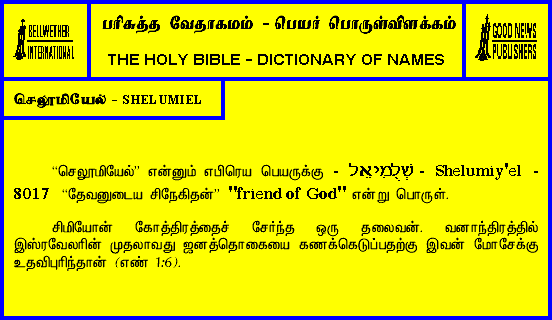 BELLWETHER
INTERNATIONAL
பரிசுத்த வேதாகமம் - பெயர் பொருள்விளக்கம்
THE HOLY BIBLE - DICTIONARY OF NAMES
GOOD NEWS
PUBLISHERS
செலூமியேல் - SHELUMIEL
“செலூமியேல்” என்னும் எபிரெய பெயருக்கு - שְׁלֻמִיאֵל - Shelumiy'el -
8017 “தேவனுடைய சிநேகிதன்” "friend of God" என்று பொருள்.
சிமியோன் கோத்திரத்தைச் சேர்ந்த ஒரு தலைவன். வனாந்திரத்தில்
இஸ்ரவேலரின் முதலாவது ஜனத்தொகையை கணக்கெடுப்பதற்கு இவன் மோசேக்கு
உதவிபுரிந்தான் (எண் 1:6).